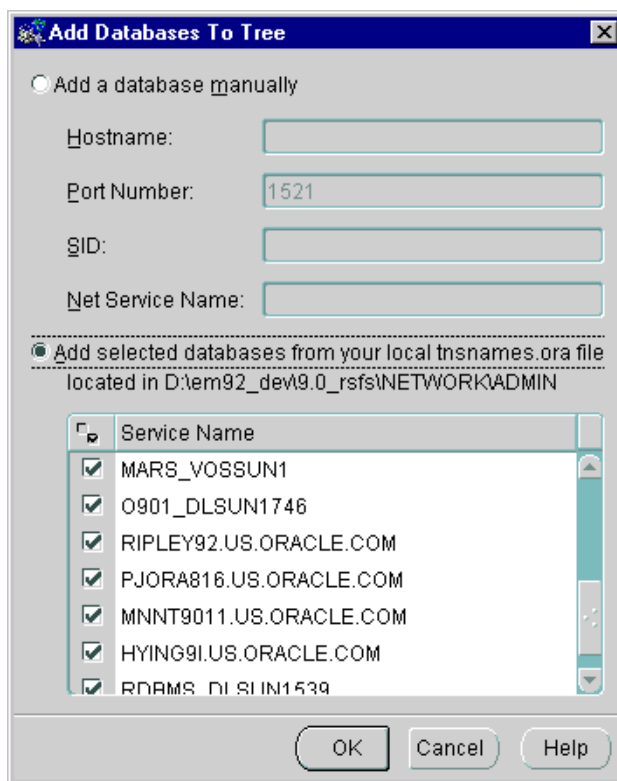 Add Databases To Tree
Add a database manually
Hostname:
Port Number: 1521
SID:
Net Service Name:
Add selected databases from your local tnsnames.ora file
located in D:\em92_dev\9.0_rsfs\NETWORK\ADMIN
Service Name
MARS_VOSSUN1
O901_DLSUN1746
RIPLEY92.US.ORACLE.COM
PJORA816.US.ORACLE.COM
MNNT9011.US.ORACLE.COM
HYING9I.US.ORACLE.COM
RDBMS_DLSUN1539
OK Cancel Help